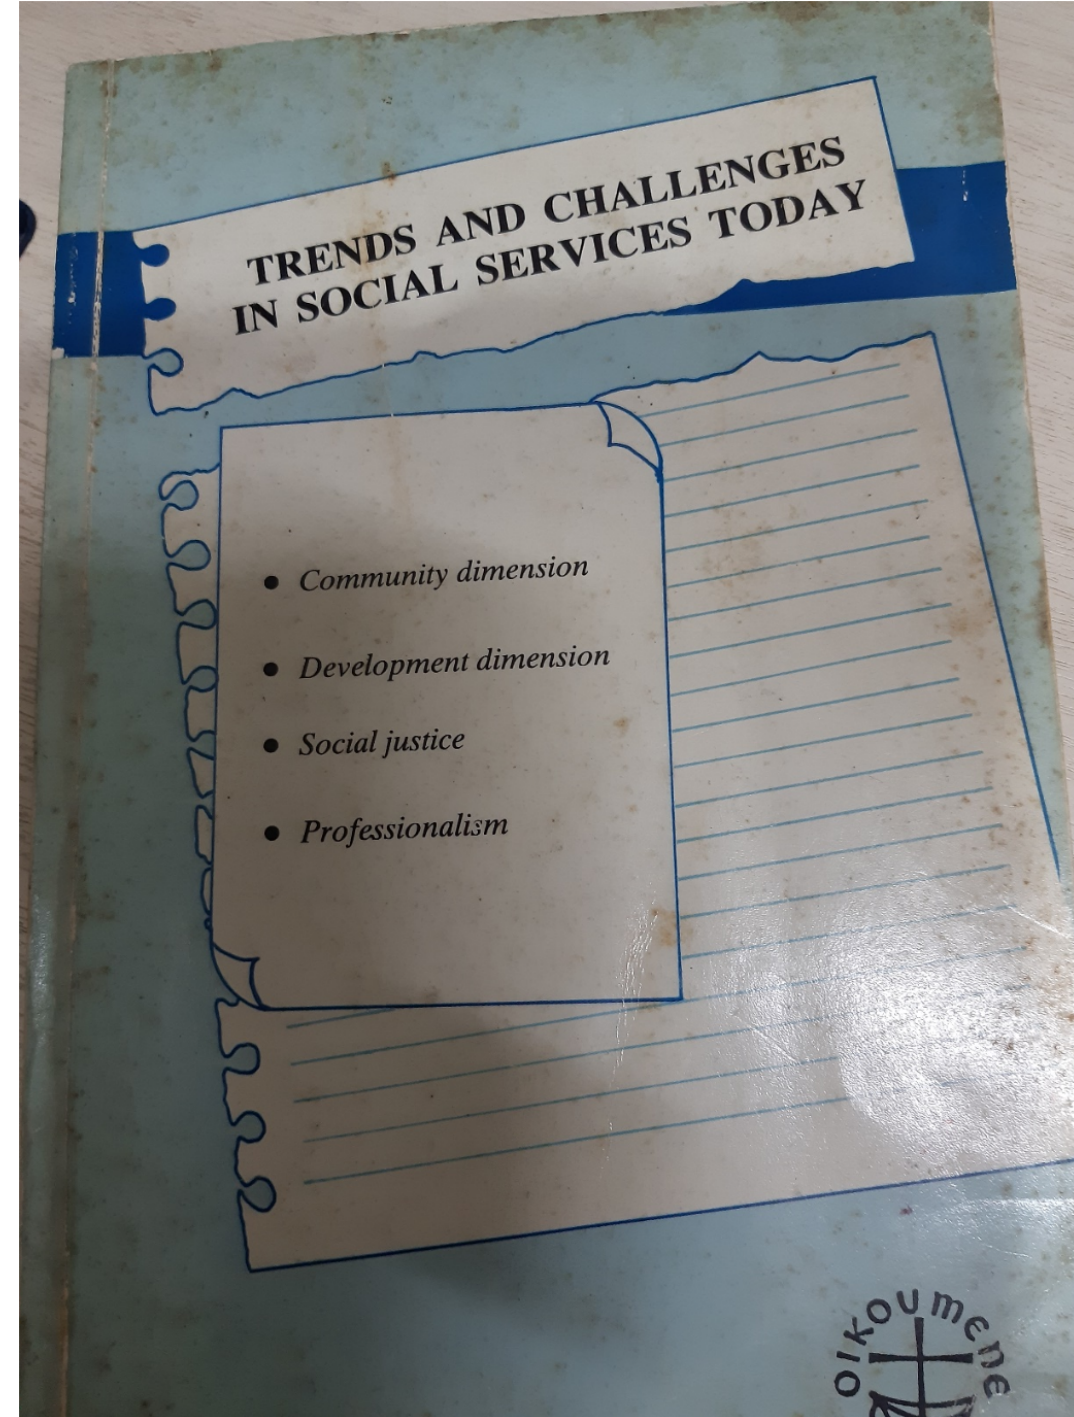 TRENDS AND CHALLENGES
IN SOCIAL SERVICES TODAY
● Community dimension
● Development dimension
● Social justice
● Professionalism
OIKOUMENE